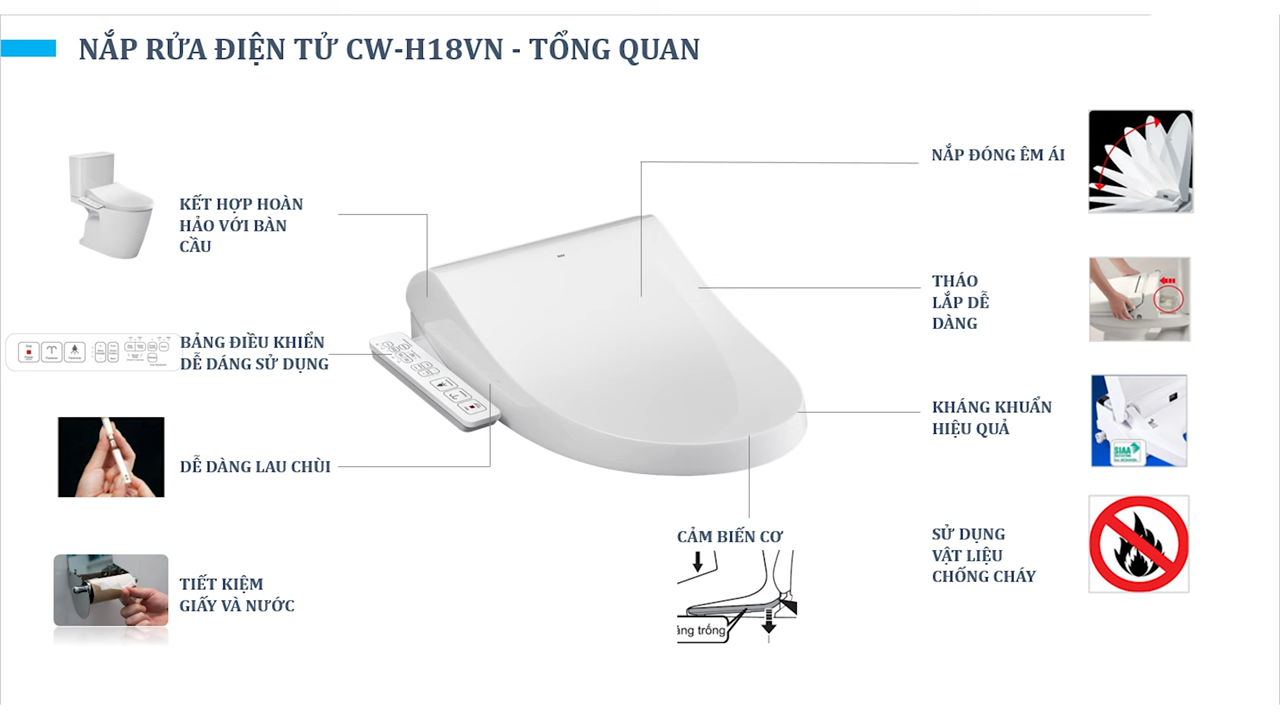 NẮP RỬA ĐIỆN TỬ CW-H18VN - TỔNG QUAN
KẾT HỢP HOÀN
HẢO VỚI BÀN
CẦU
BẢNG ĐIỀU KHIỂN
DỄ DÁNG SỬ DỤNG
DỄ DÀNG LAU CHÙI
TIẾT KIỆM
GIẤY VÀ NƯỚC
NẮP ĐÓNG ÊM ÁI
THÁO
LẮP DỄ
DÀNG
KHÁNG KHUẨN
HIỆU QUẢ
SIAA
SỬ DỤNG
VẬT LIỆU
CHỐNG CHÁY
CẢM BIẾN CƠ
trống